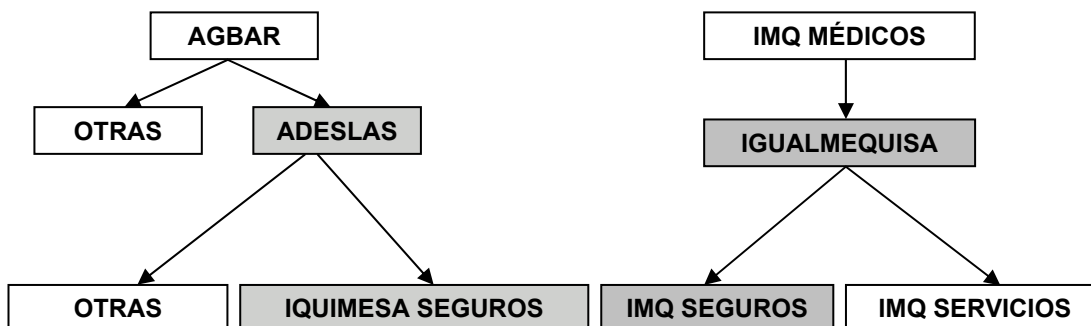 AGBAR
IMQ MÉDICOS
OTRAS
ADESLAS
IGUALMEQUISA
OTRAS
IQUIMESA SEGUROS
IMQ SEGUROS
IMQ SERVICIOS